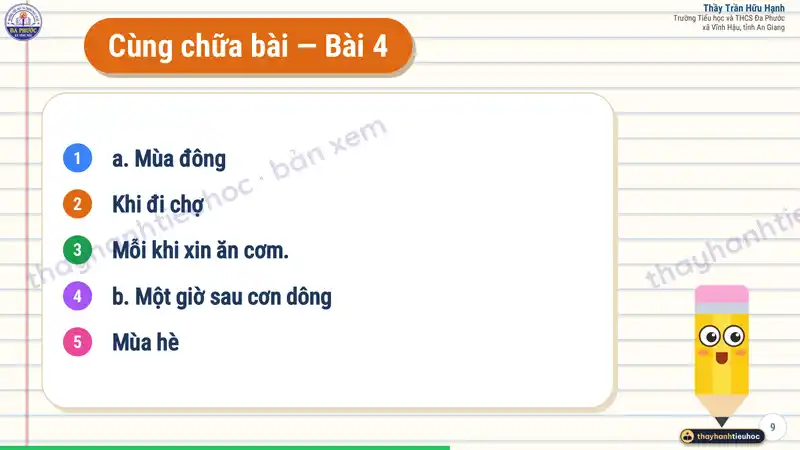 ĐA PHƯỚC
Cùng chữa bài – Bài 4
Thầy Trần Hữu Hạnh
Trường Tiểu học và THCS Đa Phước
xã Vĩnh Hậu, tỉnh An Giang
1 a. Mùa đông
2 Khi đi chợ
3 Mỗi khi xin ăn cơm.
4 b. Một giờ sau cơn dông
5 Mùa hè
thayhanhtieuhoc · bản xem
thayhanhtieuhoc
9